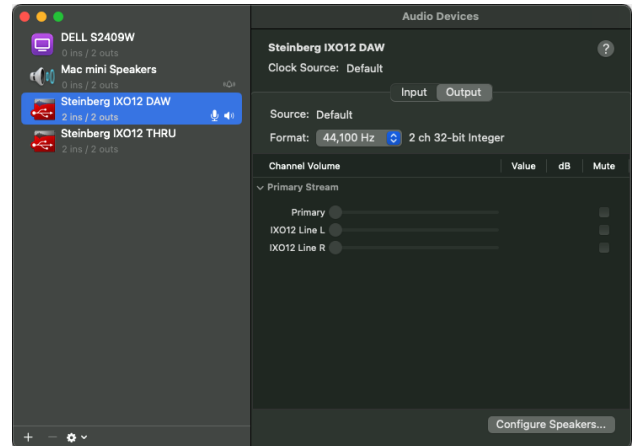 Audio Devices
DELL S2409W
0 ins / 2 outs
Mac mini Speakers
0 ins / 2 outs
Steinberg IXO12 DAW
2 ins / 2 outs
Steinberg IXO12 THRU
2 ins / 2 outs
Steinberg IXO12 DAW
?
Clock Source: Default
Input Output
Source: Default
Format: 44,100 Hz 2 ch 32-bit Integer
Channel Volume Value dB Mute
Primary Stream
Primary
IXO12 Line L
IXO12 Line R
Configure Speakers...